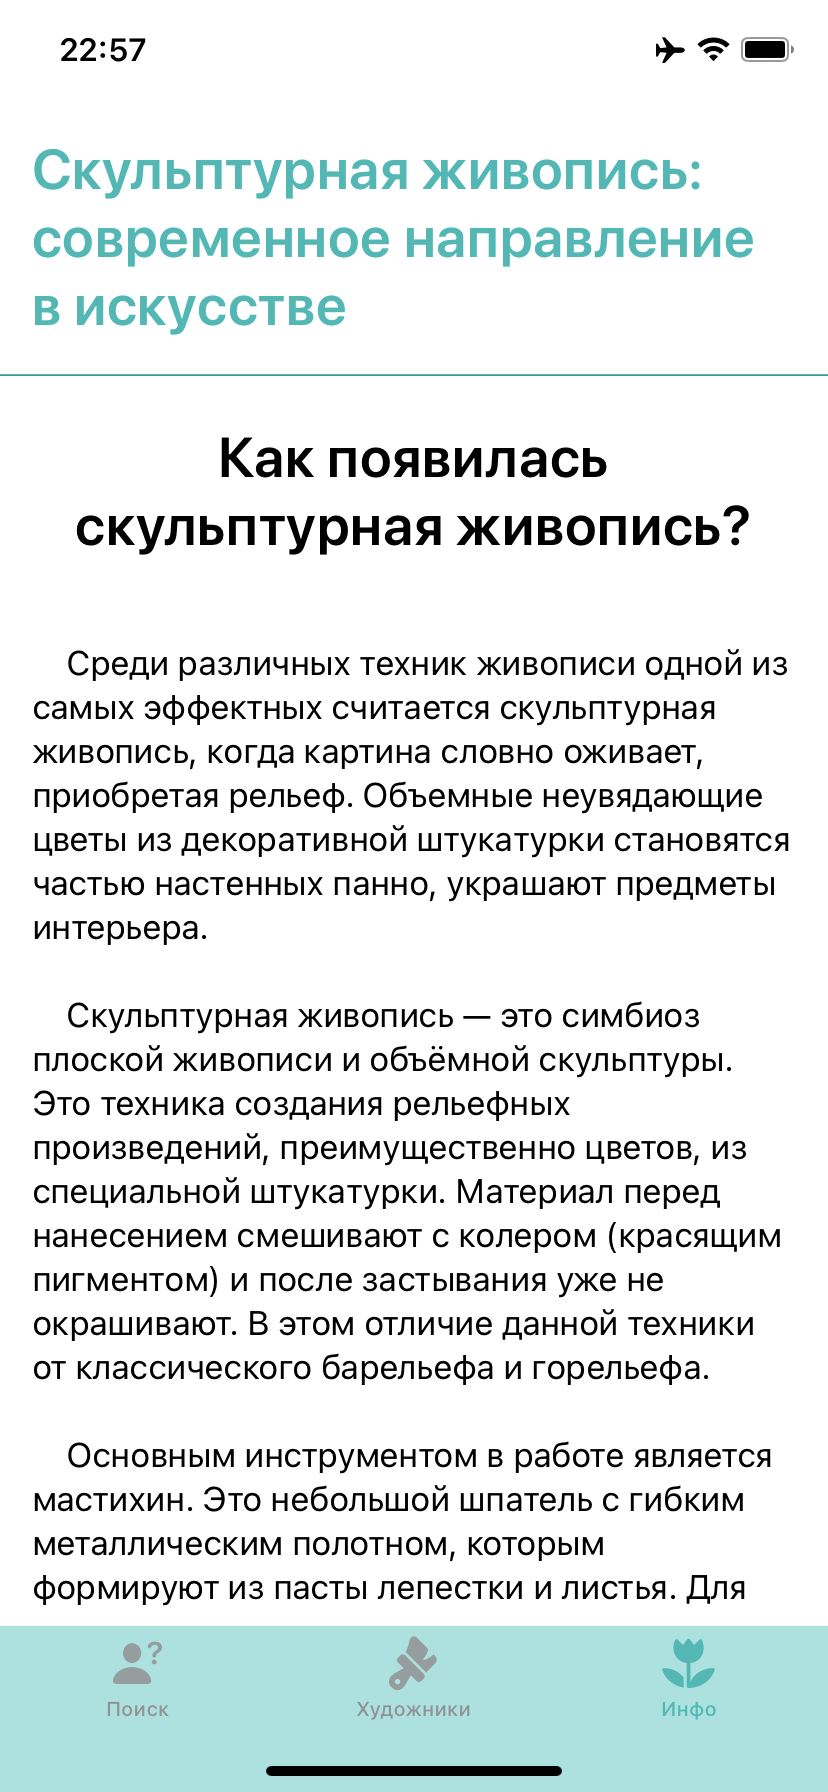 22:57
Скульптурная живопись:
современное направление
в искусстве
Как появилась
скульптурная живопись?
Среди различных техник живописи одной из
самых эффектных считается скульптурная
живопись, когда картина словно оживает,
приобретая рельеф. Объемные неувядающие
цветы из декоративной штукатурки становятся
частью настенных панно, украшают предметы
интерьера.
Скульптурная живопись — это симбиоз
плоской живописи и объёмной скульптуры.
Это техника создания рельефных
произведений, преимущественно цветов, из
специальной штукатурки. Материал перед
нанесением смешивают с колером (красящим
пигментом) и после застывания уже не
окрашивают. В этом отличие данной техники
от классического барельефа и горельефа.
Основным инструментом в работе является
мастихин. Это небольшой шпатель с гибким
металлическим полотном, которым
формируют из пасты лепестки и листья. Для
Поиск
Художники
Инфо